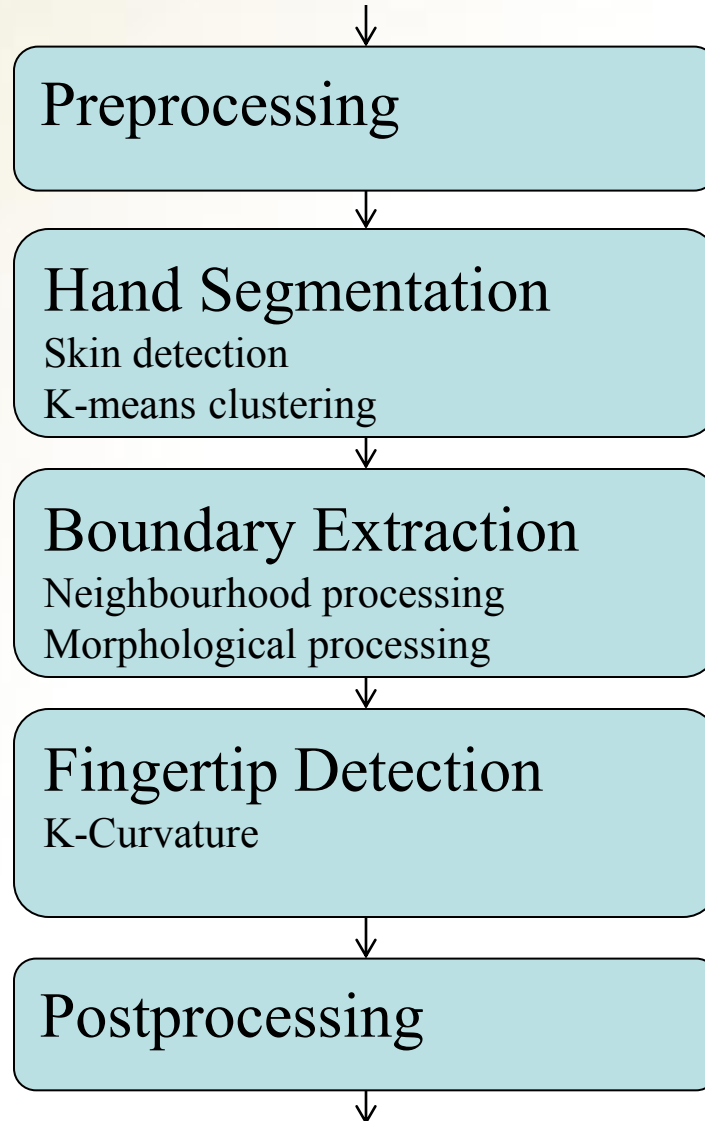 Preprocessing
Hand Segmentation
Skin detection
K-means clustering
Boundary Extraction
Neighbourhood processing
Morphological processing
Fingertip Detection
K-Curvature
Postprocessing